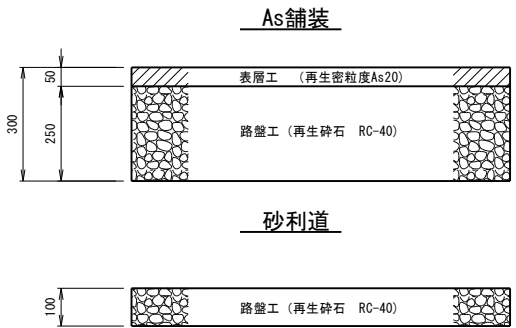 As舗装
50
表層工 (再生密粒度As20)
300
250
路盤工 (再生砕石 RC-40)
砂利道
100
路盤工 (再生砕石 RC-40)